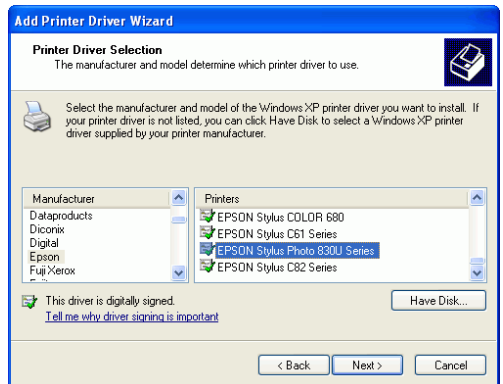 Add Printer Driver Wizard
Printer Driver Selection
The manufacturer and model determine which printer driver to use.
Select the manufacturer and model of the Windows XP printer driver you want to install. If
your printer driver is not listed, you can click Have Disk to select a Windows XP printer
driver supplied by your printer manufacturer.
Manufacturer
Dataproducts
Diconix
Digital
Epson
Fuji Xerox
Printers
EPSON Stylus COLOR 680
EPSON Stylus C61 Series
EPSON Stylus Photo 830U Series
EPSON Stylus C82 Series
This driver is digitally signed.
Tell me why driver signing is important
Have Disk...
< Back
Next >
Cancel